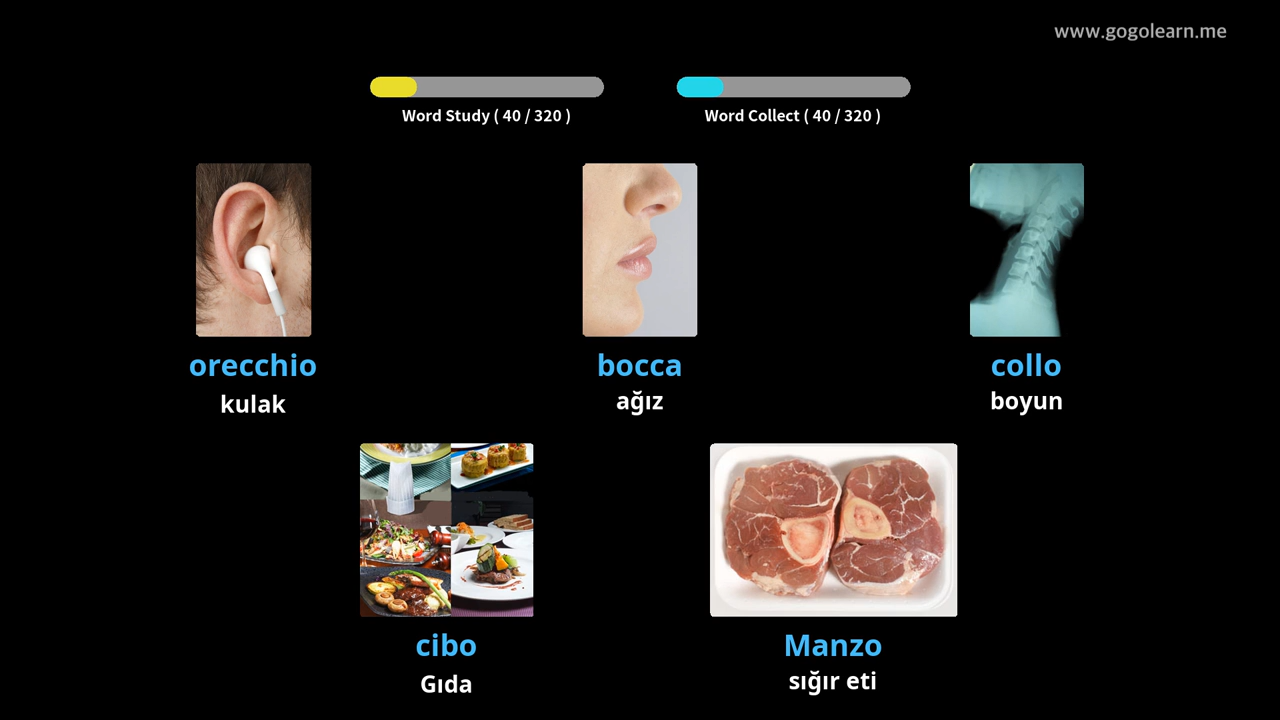 www.gogolearn.me
Word Study ( 40 / 320 )
Word Collect ( 40 / 320 )
orecchio
kulak
bocca
ağız
collo
boyun
cibo
Gıda
Manzo
sığır eti